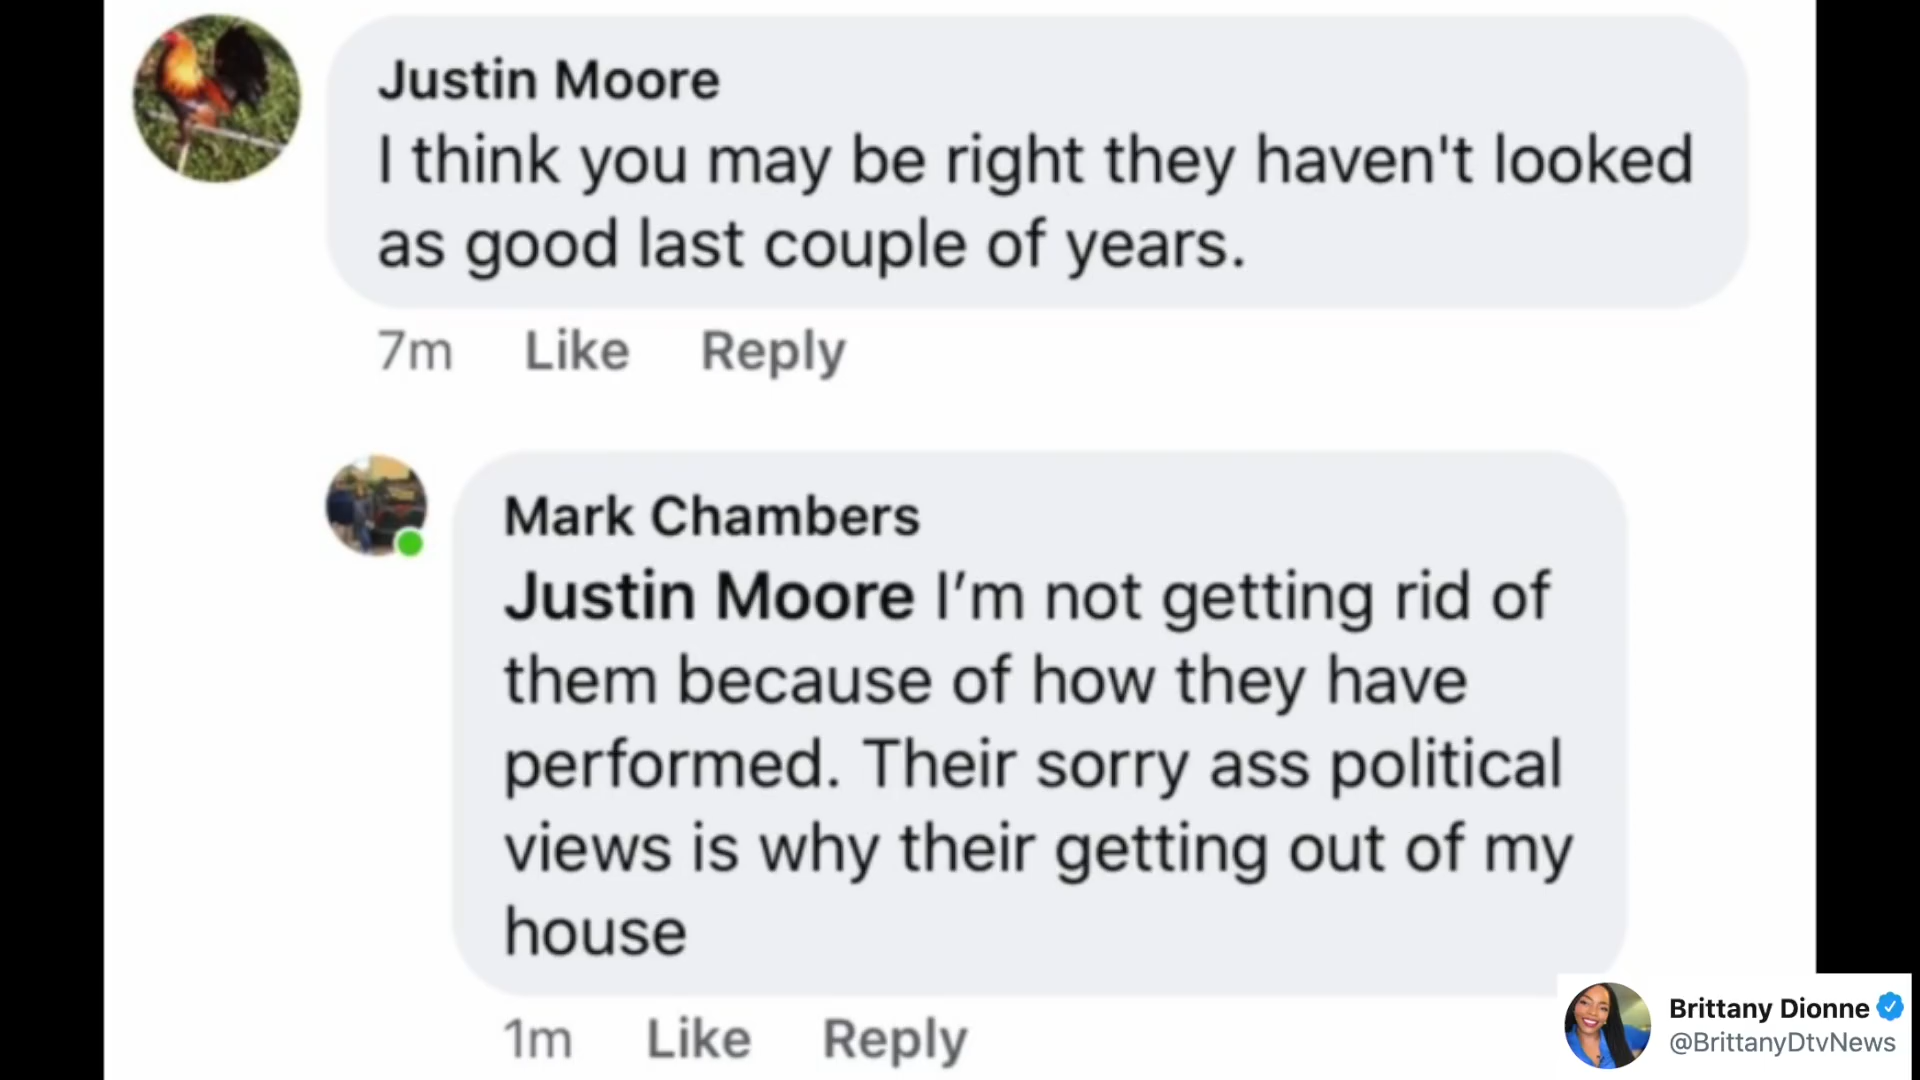 Justin Moore
I think you may be right they haven't looked
as good last couple of years.
7m Like Reply
Mark Chambers
Justin Moore I’m not getting rid of
them because of how they have
performed. Their sorry ass political
views is why their getting out of my
house
1m Like Reply
Brittany Dionne
@BrittanyDtvNews